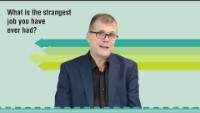 What is the strangest
job you have
ever had?